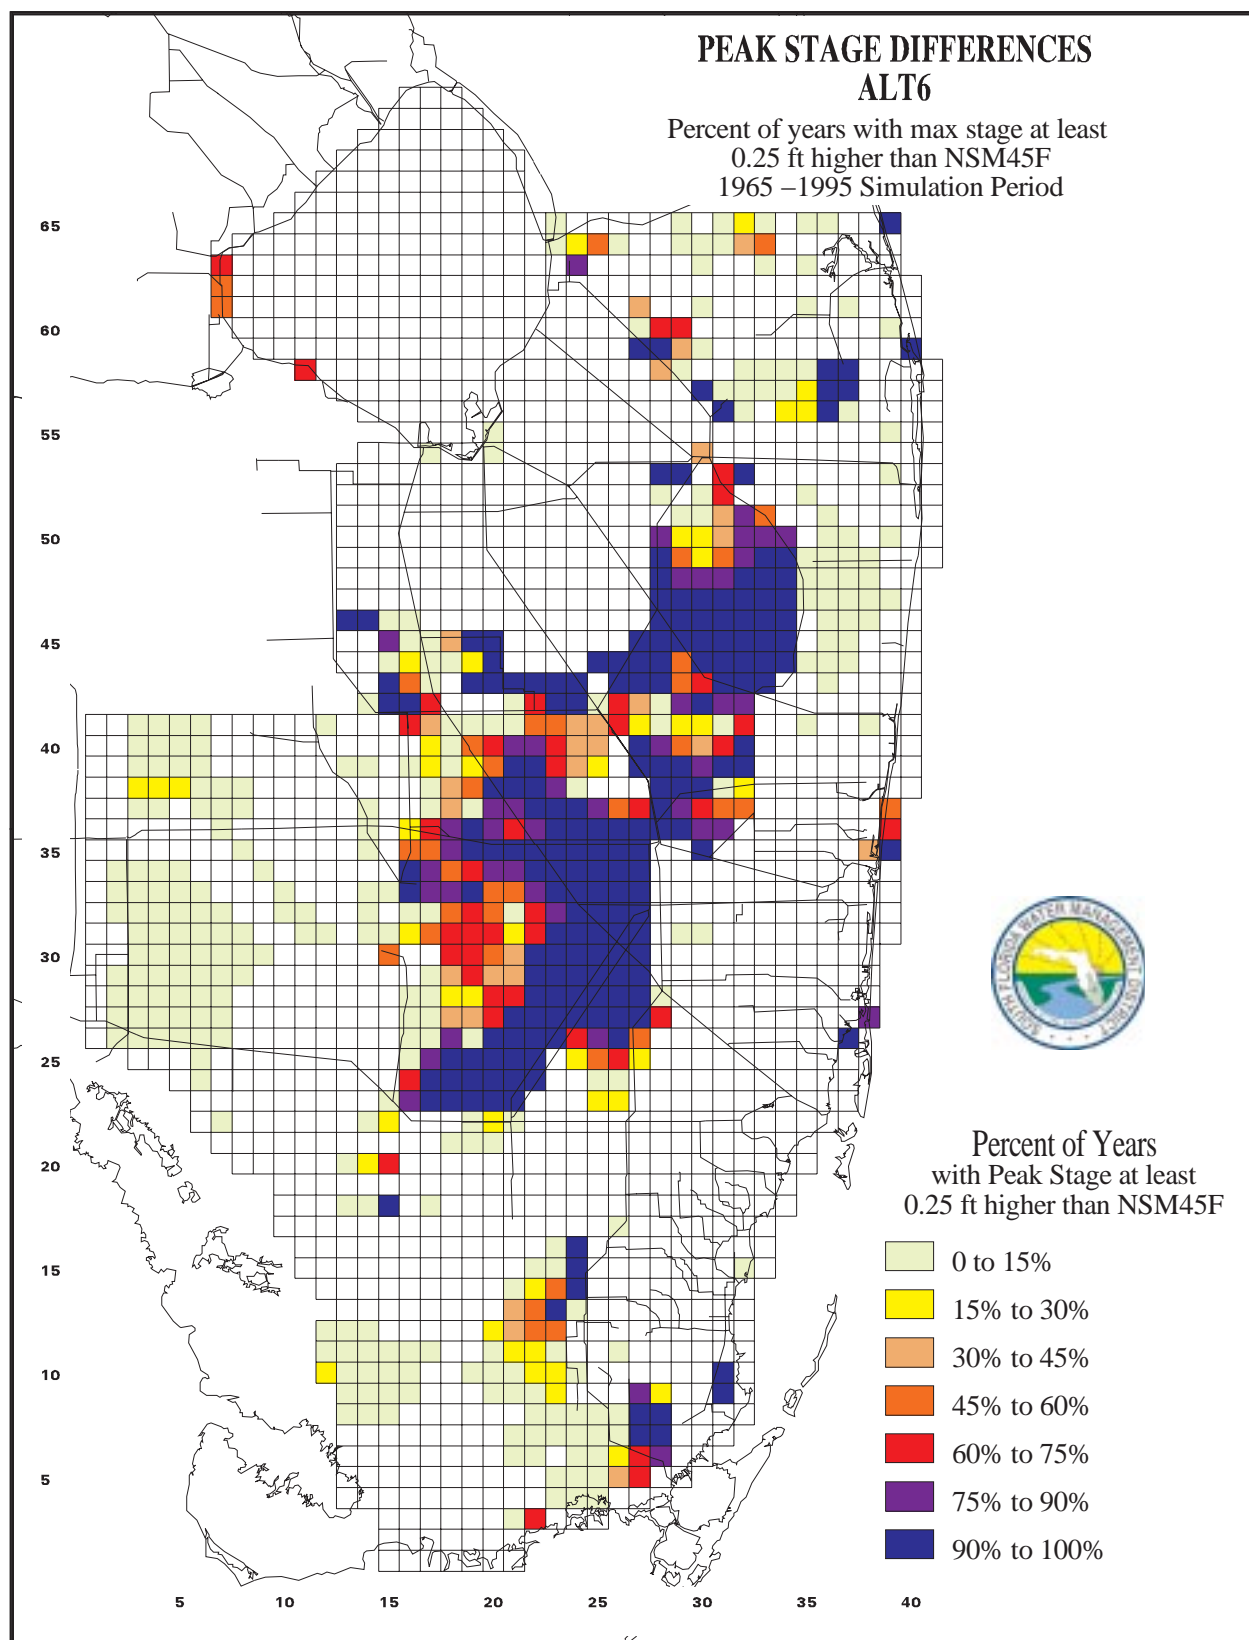 PEAK STAGE DIFFERENCES
ALT6
Percent of years with max stage at least
0.25 ft higher than NSM45F
1965 –1995 Simulation Period
65
60
55
50
45
40
35
30
25
20
15
10
5
SOUTH FLORIDA WATER MANAGEMENT DISTRICT
Percent of Years
with Peak Stage at least
0.25 ft higher than NSM45F
0 to 15%
15% to 30%
30% to 45%
45% to 60%
60% to 75%
75% to 90%
90% to 100%
5 10 15 20 25 30 35 40
“